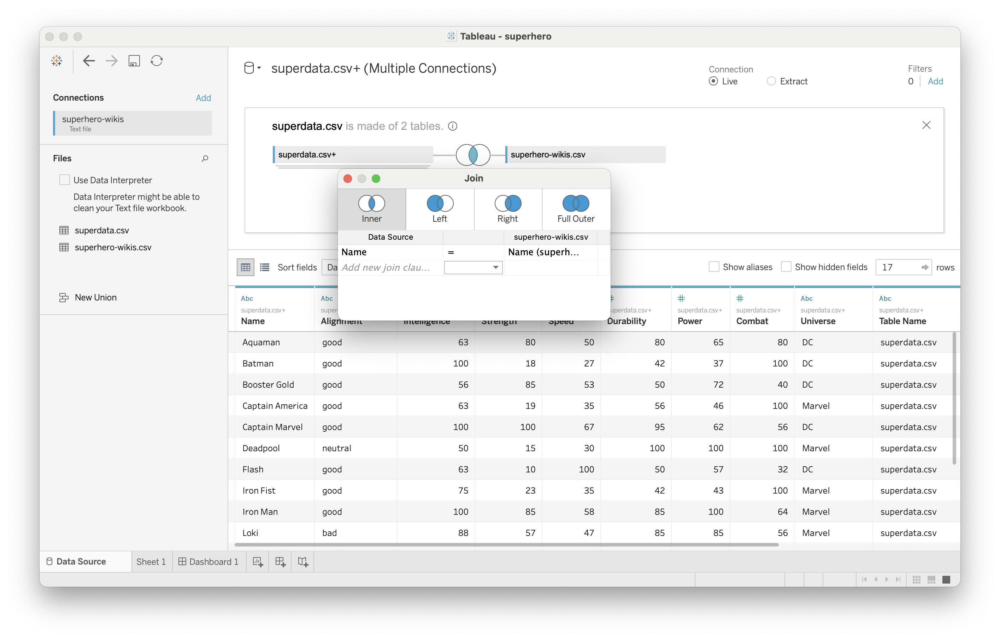 Tableau - superhero
superdata.csv+ (Multiple Connections)
Connection
Live
Extract
Filters
0
Add
Connections
Add
superhero-wikis
Text file
Files
Use Data Interpreter
Data Interpreter might be able to
clean your Text file workbook.
superdata.csv
superhero-wikis.csv
New Union
superdata.csv is made of 2 tables.
superdata.csv+
superhero-wikis.csv
Join
Inner
Left
Right
Full Outer
Data Source
superhero-wikis.csv
Name = Name (superh...
Add new join clau...
Sort fields
Da
Show aliases
Show hidden fields
17 rows
Abc Abc # # # Abc Abc
superdata.csv+ super uperdata.csv+ superdata.csv+ superdata.csv+ superdata.csv+ superdata.csv+
Name Alignment Intelligence Strength Speed Durability Power Combat Universe Table Name
Aquaman good 63 80 50 80 65 80 DC superdata.csv
Batman good 100 18 27 42 37 100 DC superdata.csv
Booster Gold good 56 85 53 50 72 40 DC superdata.csv
Captain America good 63 19 35 56 46 100 Marvel superdata.csv
Captain Marvel good 100 100 67 95 62 56 DC superdata.csv
Deadpool neutral 50 15 30 100 100 100 Marvel superdata.csv
Flash good 63 10 100 50 57 32 DC superdata.csv
Iron Fist good 75 23 35 42 43 100 Marvel superdata.csv
Iron Man good 100 85 58 85 100 64 Marvel superdata.csv
Loki bad 88 57 47 85 85 56 Marvel superdata.csv
Data Source
Sheet 1
Dashboard 1